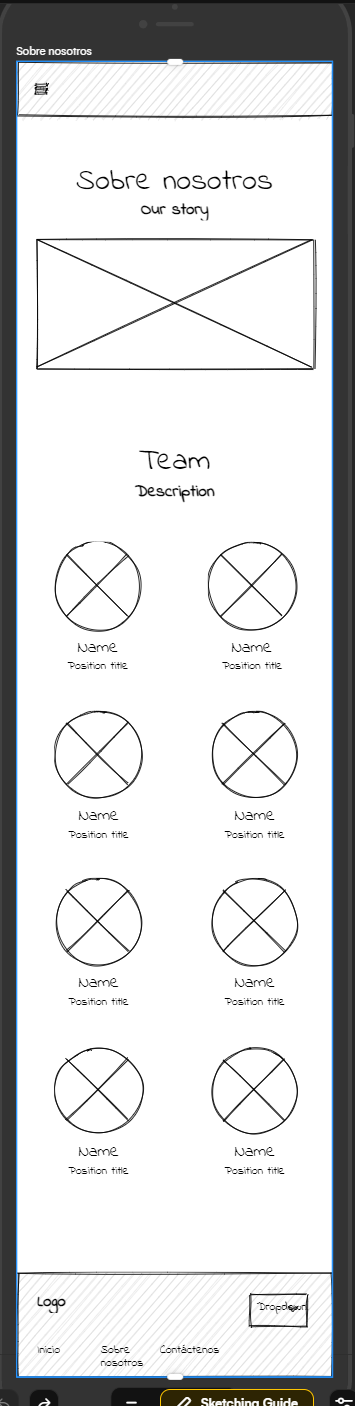 Sobre nosotros
Sobre nosotros
Our story
Team
Description
Name Name
Position title Position title
Name Name
Position title Position title
Name Name
Position title Position title
Name Name
Position title Position title
Logo
Dropdown
Inicio Sobre nosotros Contáctenos
Sketching Guide